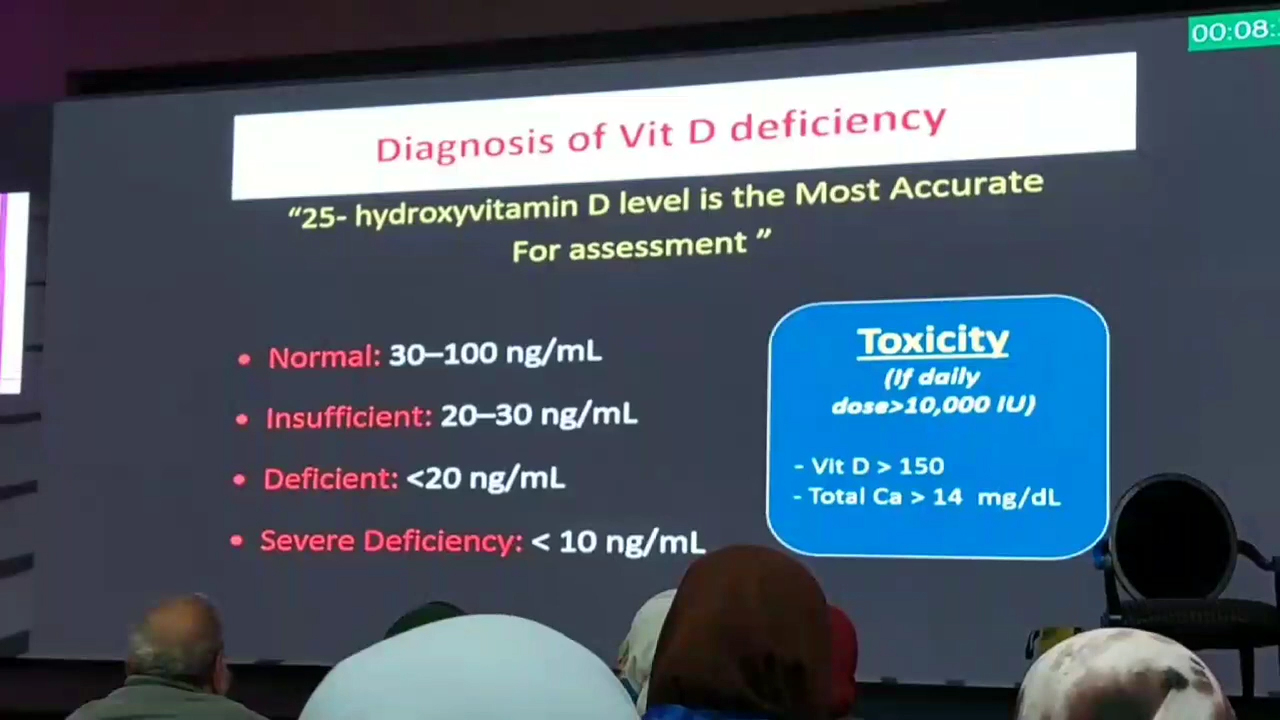 00:08:
Diagnosis of Vit D deficiency
“25- hydroxyvitamin D level is the Most Accurate
For assessment ”
• Normal: 30–100 ng/mL
• Insufficient: 20–30 ng/mL
• Deficient: <20 ng/mL
• Severe Deficiency: < 10 ng/mL
Toxicity
(If daily
dose>10,000 IU)
- Vit D > 150
- Total Ca > 14 mg/dL